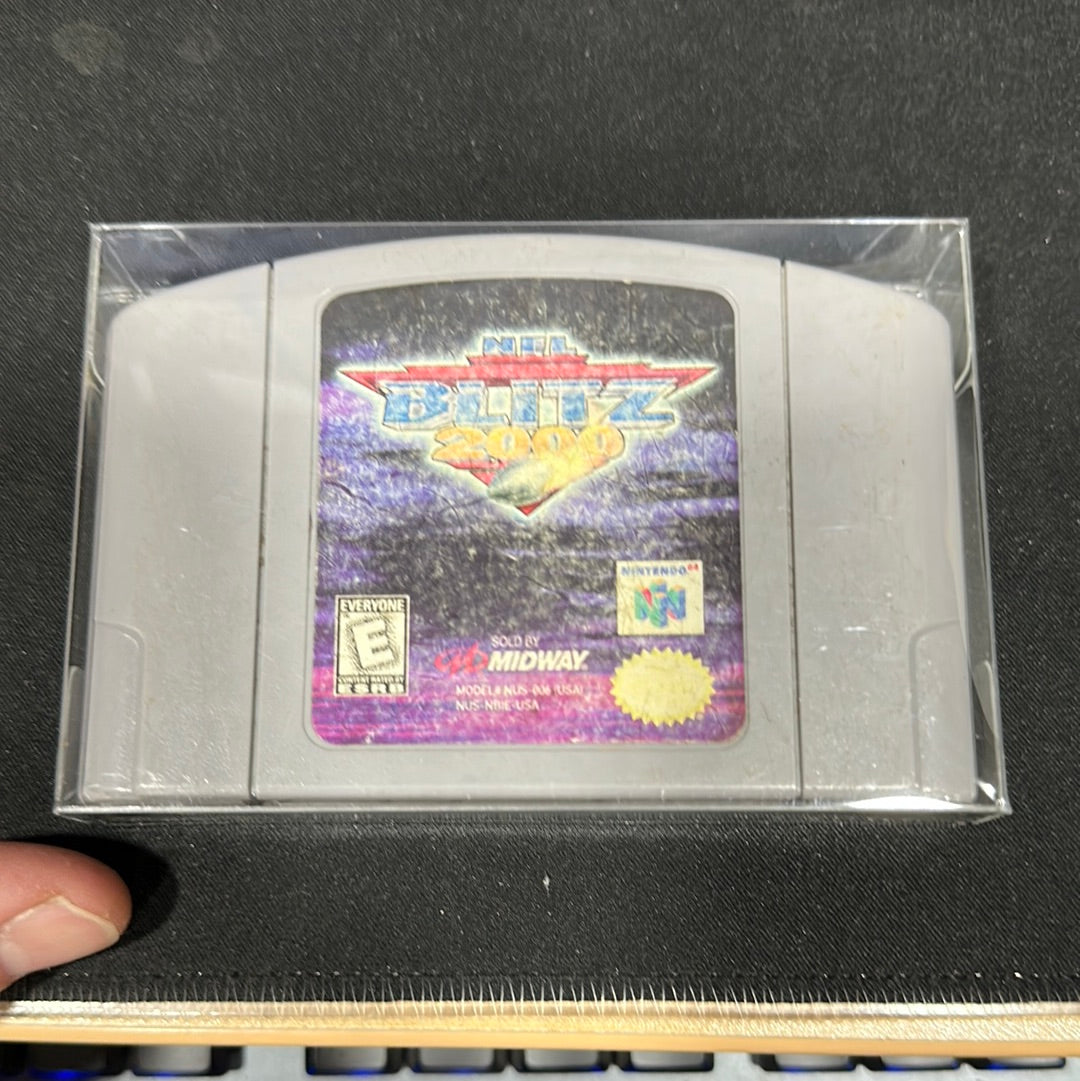 NFL
BLITZ
2000
NINTENDO 64
EVERYONE
E
CONTENT RATED BY
ESRB
SOLD BY
MIDWAY
MODEL# NUS-006 (USA)
NUS-NBIE-USA